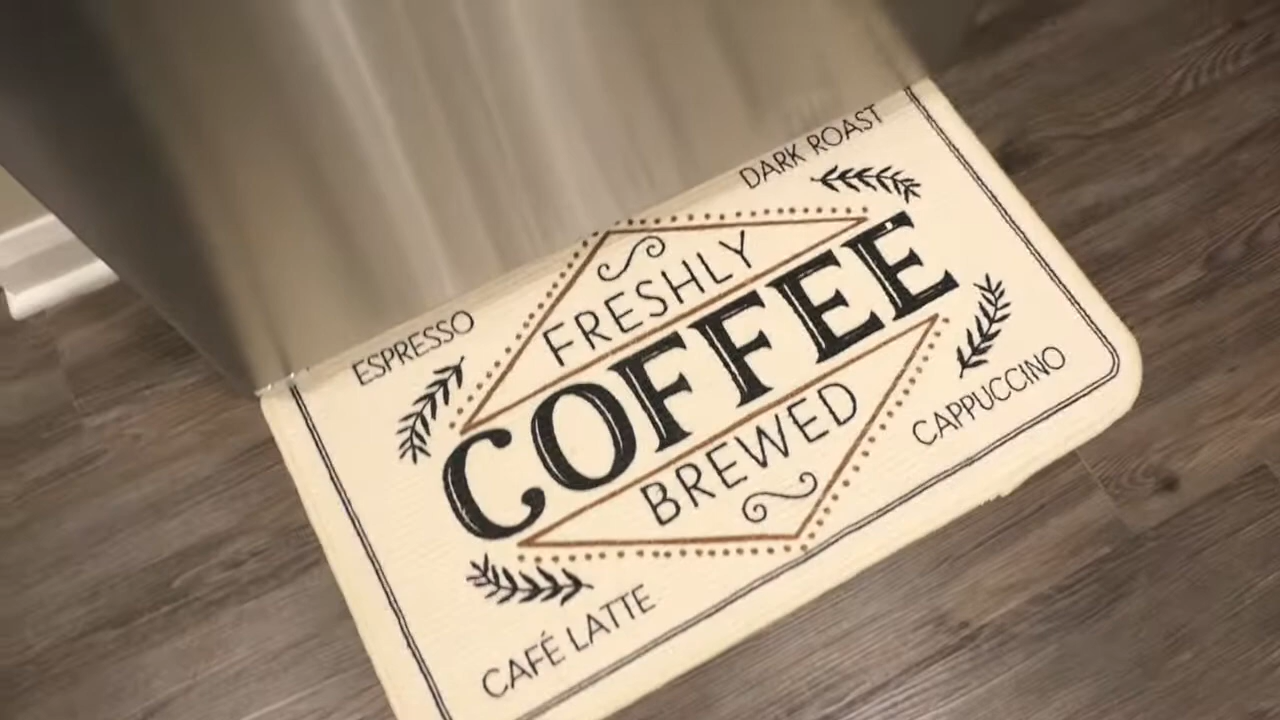 ESPRESSO
DARK ROAST
FRESHLY
COFFEE
BREWED
CAFÉ LATTE
CAPPUCCINO